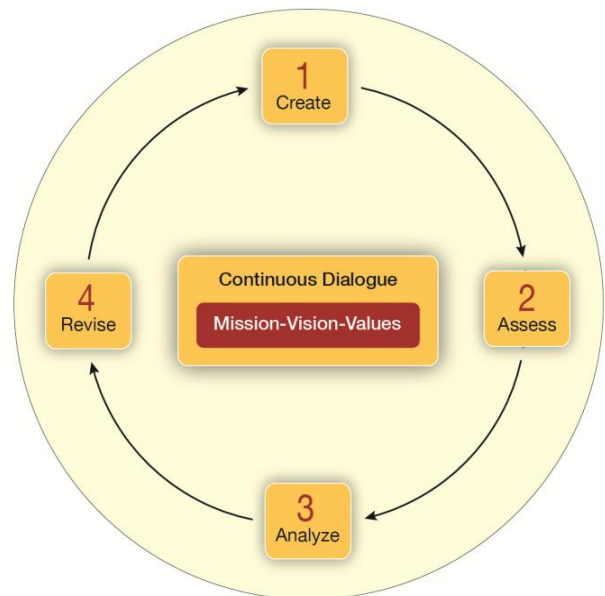 1
Create
2
Assess
3
Analyze
4
Revise
Continuous Dialogue
Mission-Vision-Values